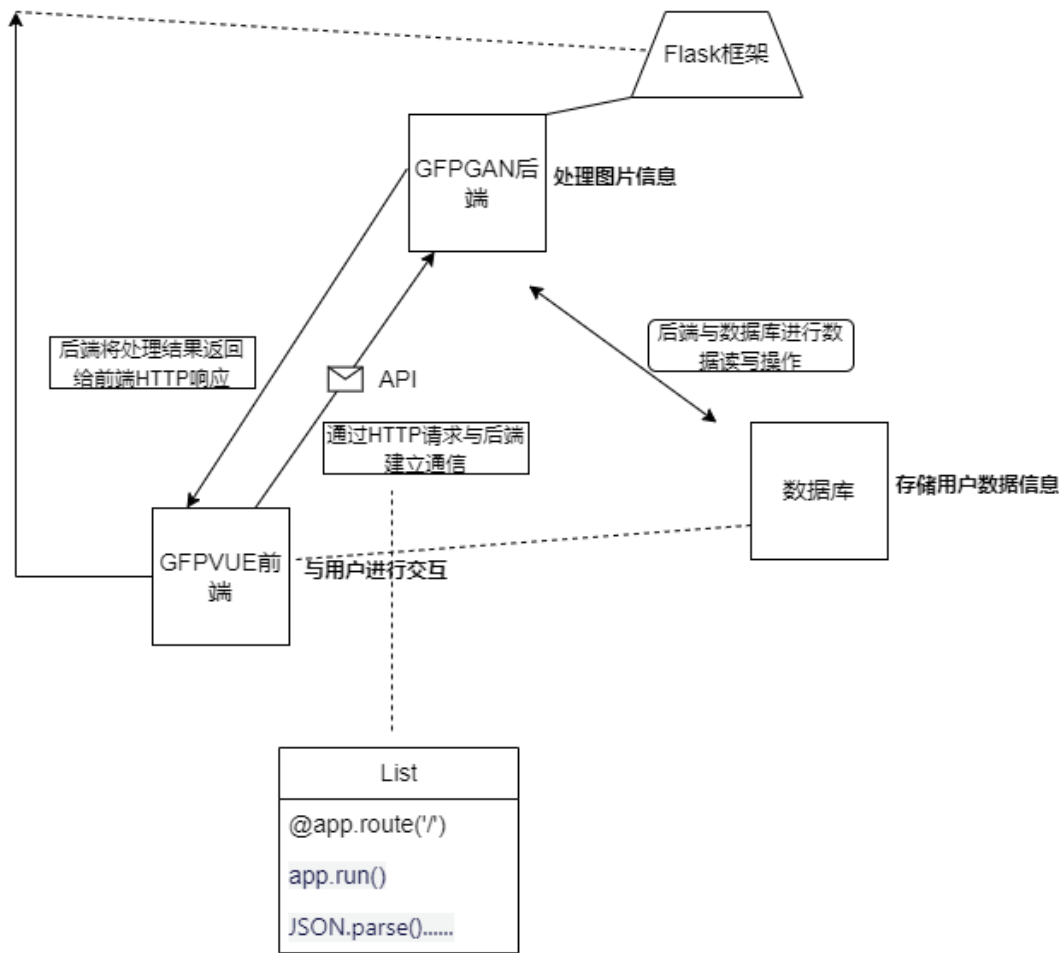 Flask框架
GFPGAN后
端
处理图片信息
后端将处理结果返回
给前端HTTP响应
后端与数据库进行数
据读写操作
API
通过HTTP请求与后端
建立通信
数据库
存储用户数据信息
GFPVUE前
端
与用户进行交互
List
@app.route('/')
app.run()
JSON.parse()......